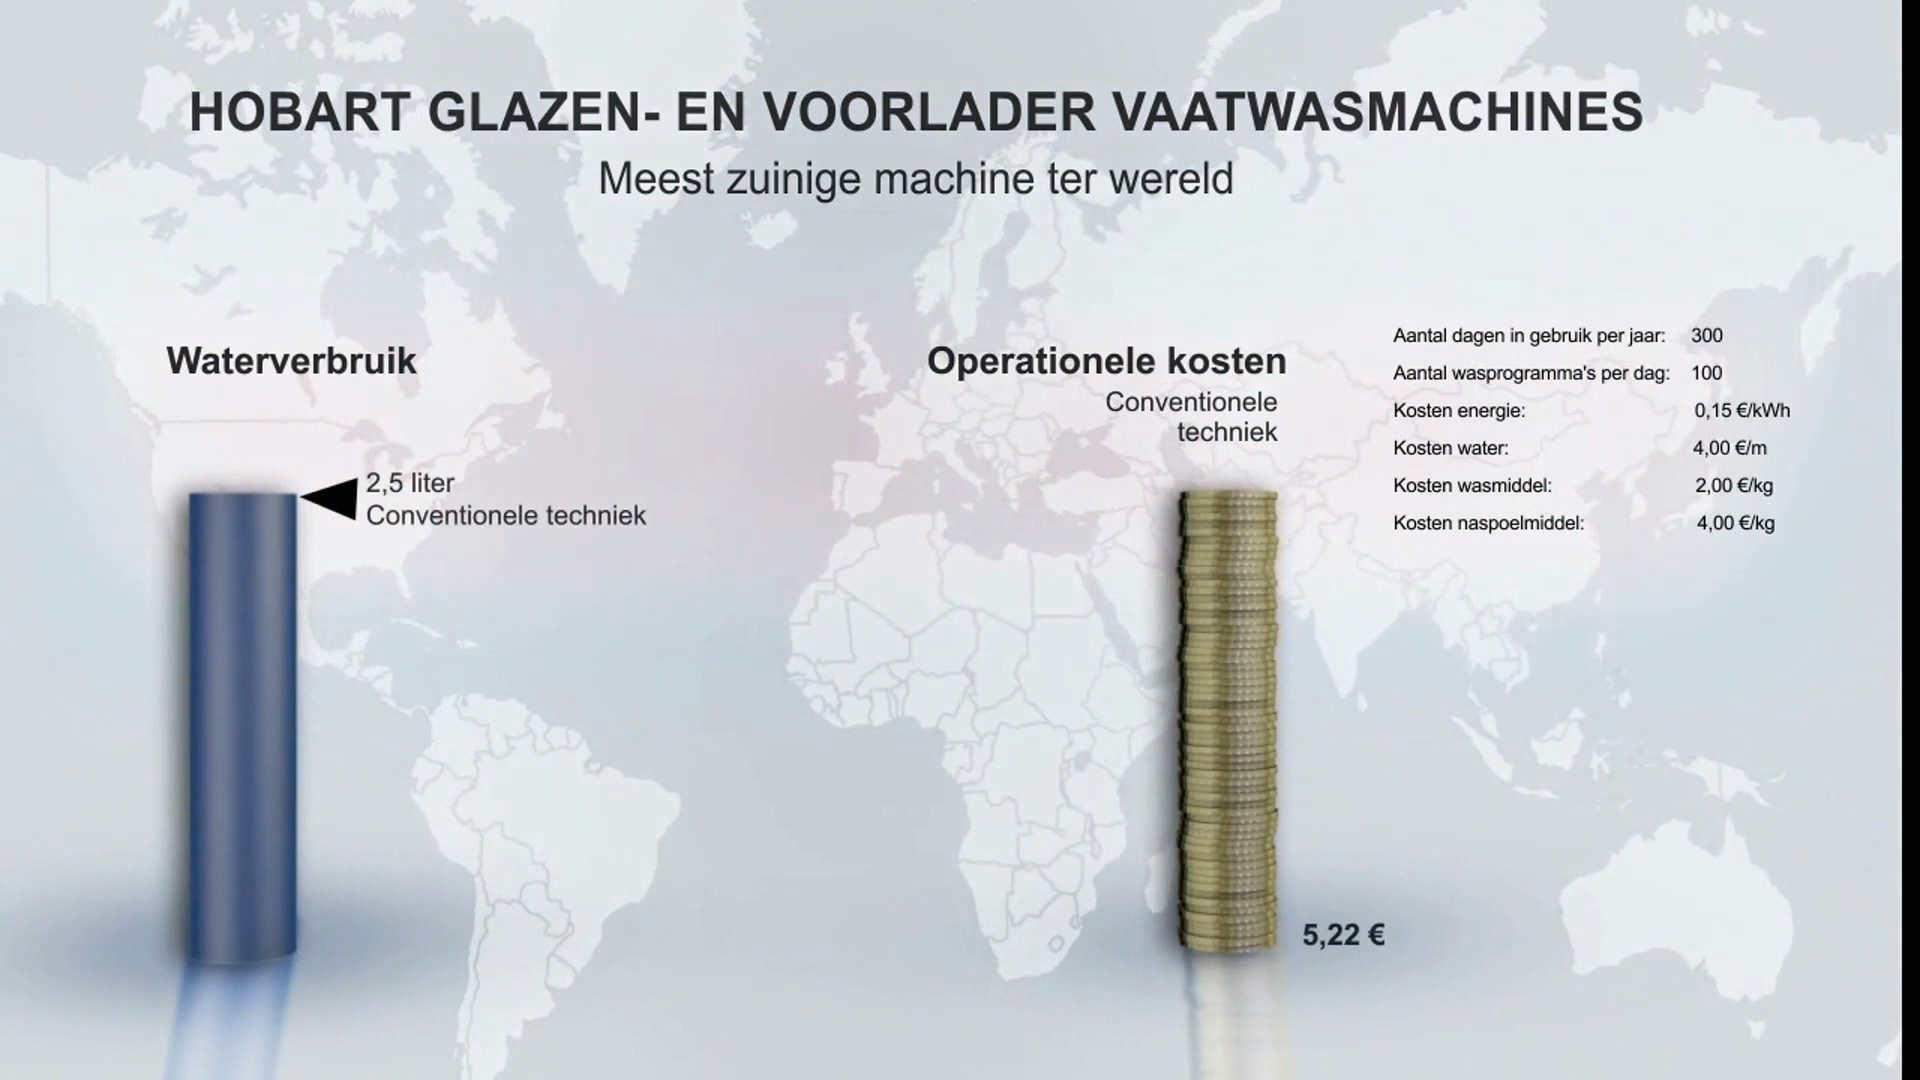 HOBART GLAZEN- EN VOORLADER VAATWASMACHINES
Meest zuinige machine ter wereld
Waterverbruik
2,5 liter
Conventionele techniek
Operationele kosten
Conventionele
techniek
5,22 €
Aantal dagen in gebruik per jaar: 300
Aantal wasprogramma's per dag: 100
Kosten energie: 0,15 €/kWh
Kosten water: 4,00 €/m
Kosten wasmiddel: 2,00 €/kg
Kosten naspoelmiddel: 4,00 €/kg